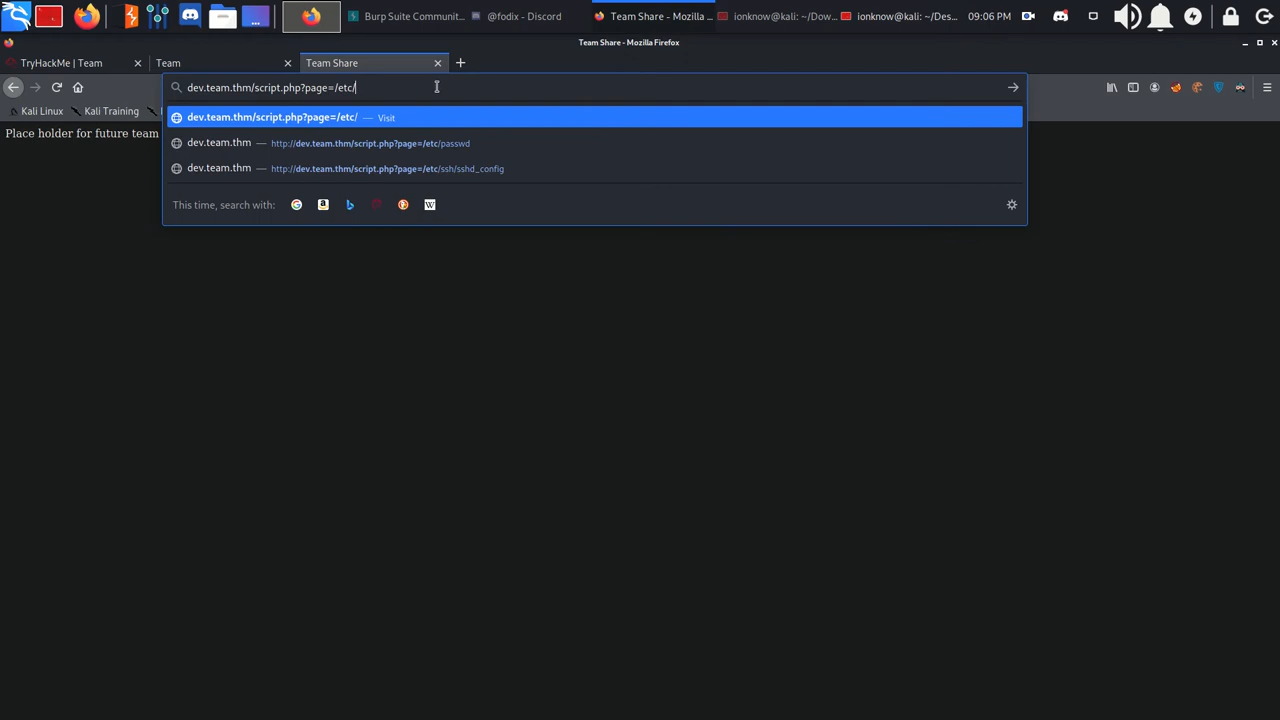 Burp Suite Communit...
@fodix - Discord
Team Share - Mozilla ...
ionknow@kali: ~/Dow...
ionknow@kali: ~/Des...
09:06 PM
Team Share - Mozilla Firefox
TryHackMe | Team
Team
Team Share
dev.team.thm/script.php?page=/etc/
Kali Linux
Kali Training
dev.team.thm/script.php?page=/etc/ — Visit
Place holder for future team
dev.team.thm — http://dev.team.thm/script.php?page=/etc/passwd
dev.team.thm — http://dev.team.thm/script.php?page=/etc/ssh/sshd_config
This time, search with: